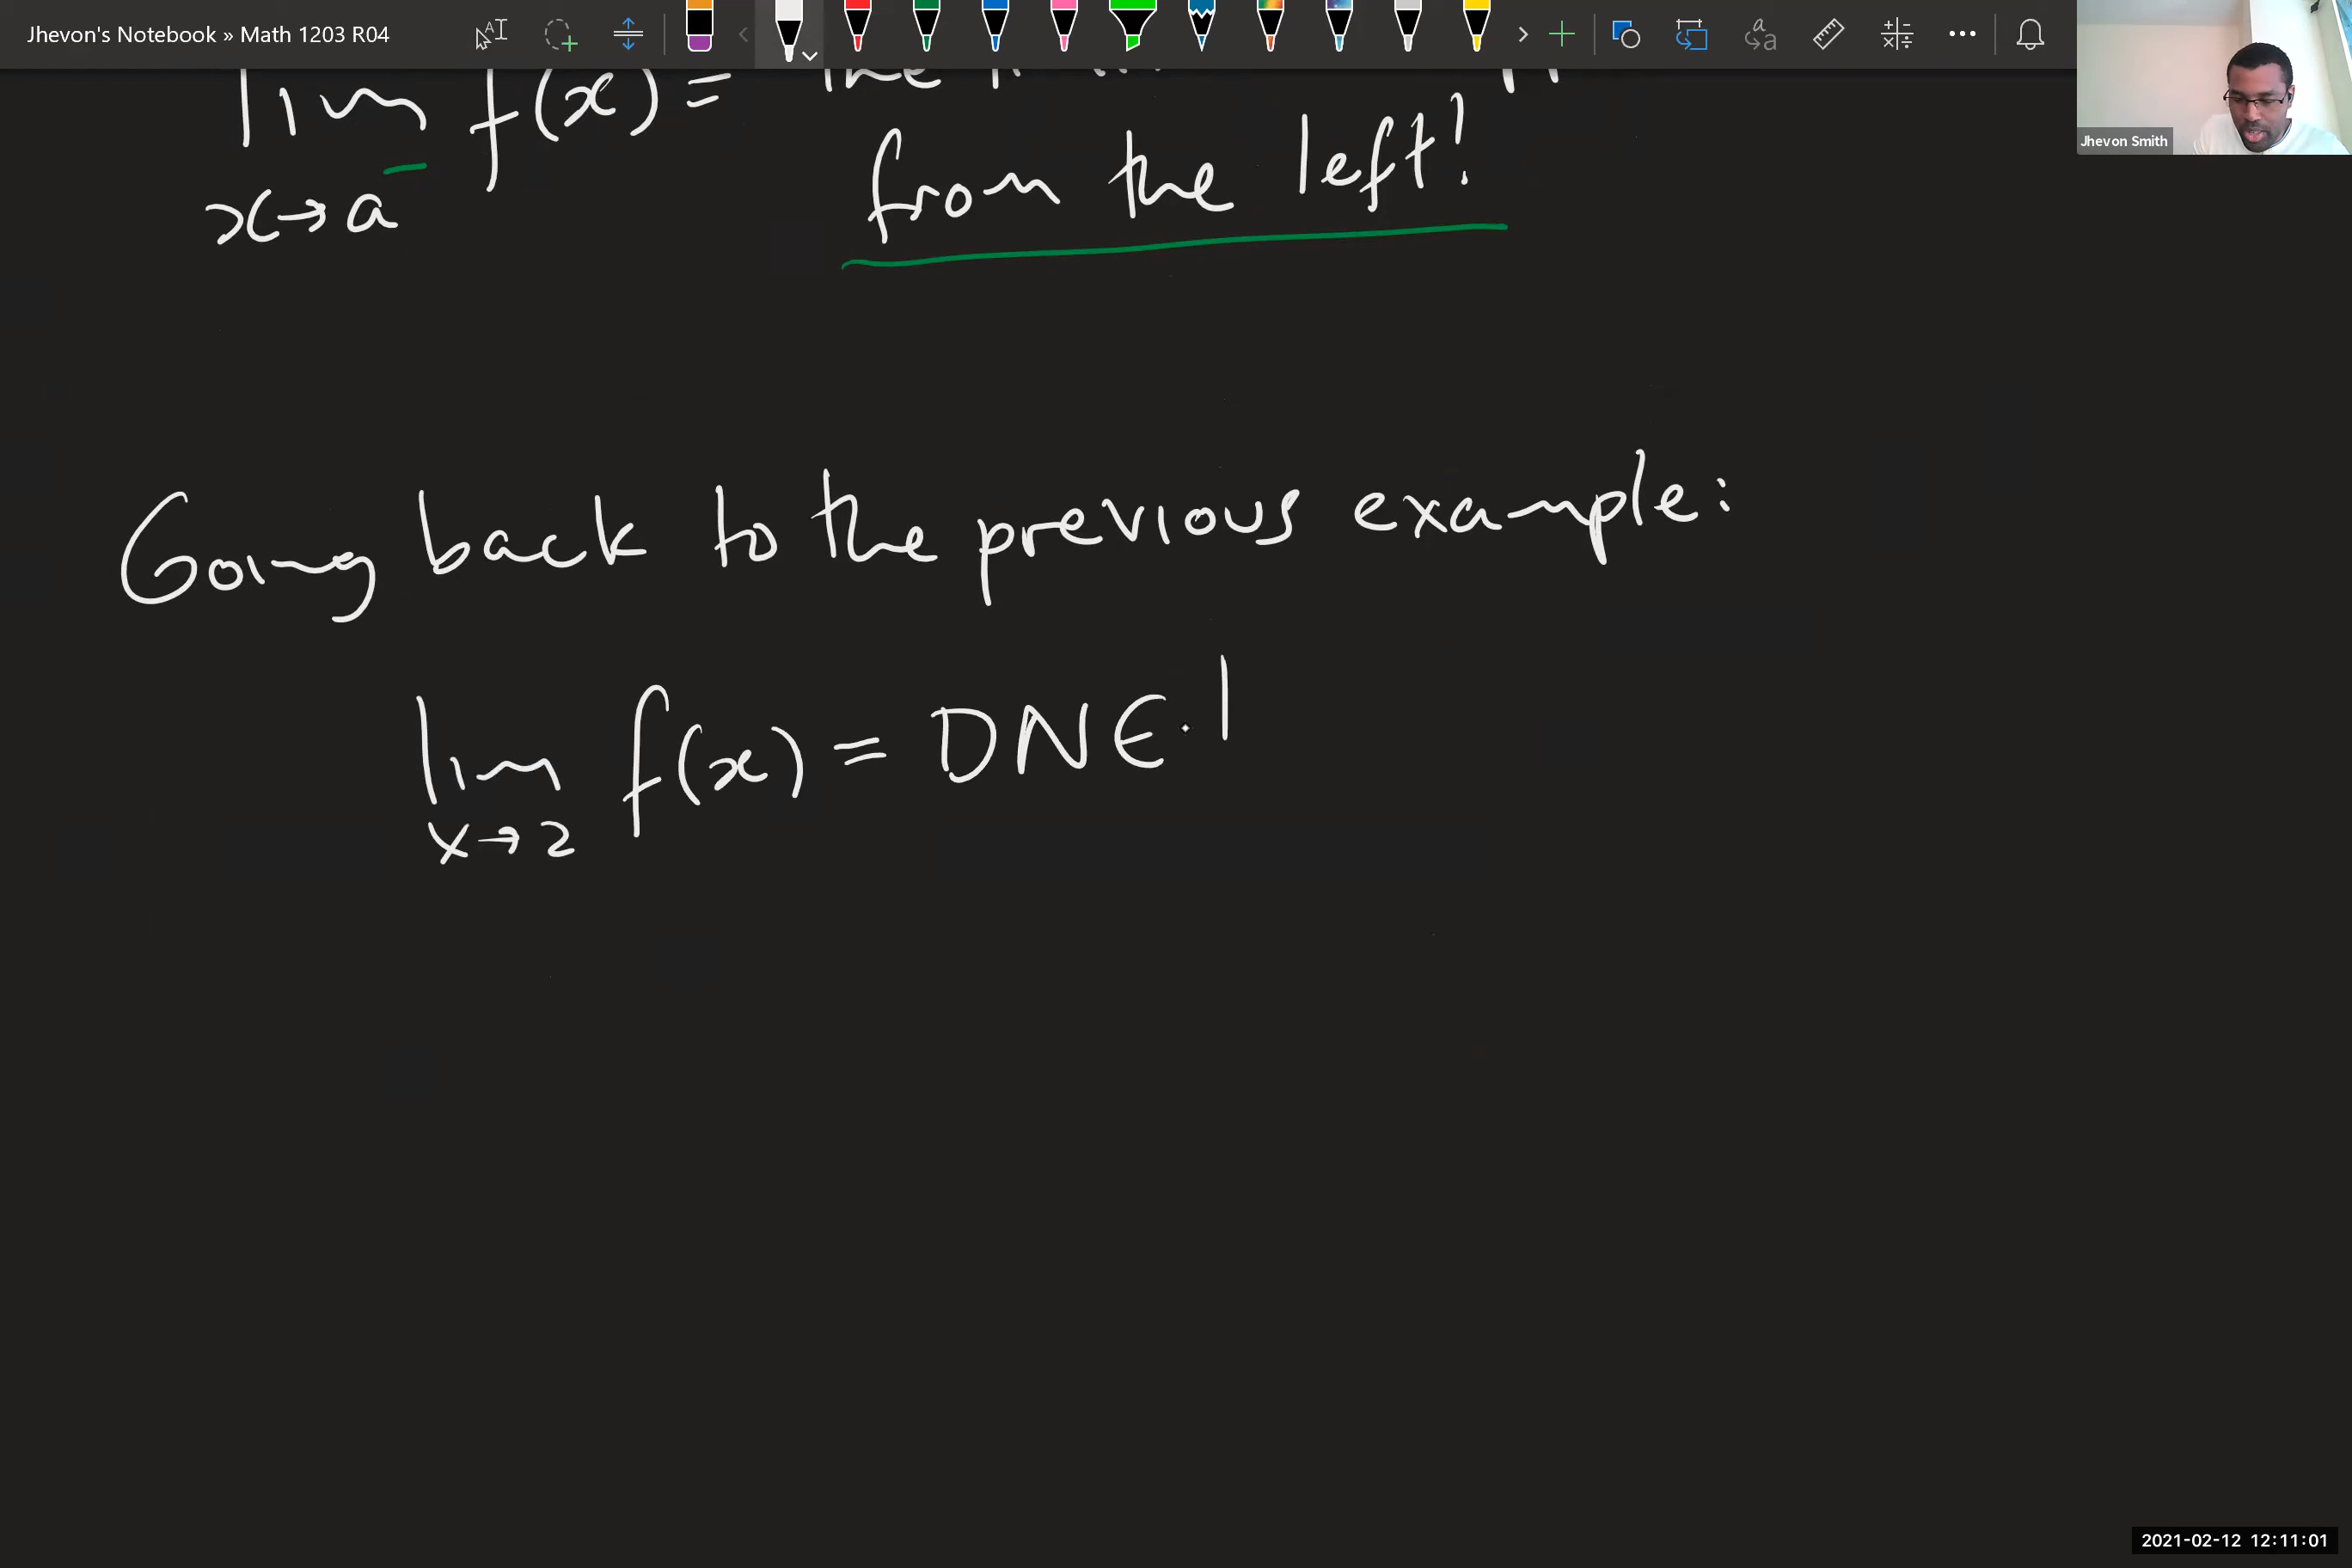 Jhevon's Notebook » Math 1203 R04
Jhevon Smith
lim f(x) =
x→a⁻
from the left!
Going back to the previous example:
lim f(x) = DNE.
x→2
2021-02-12 12:11:01